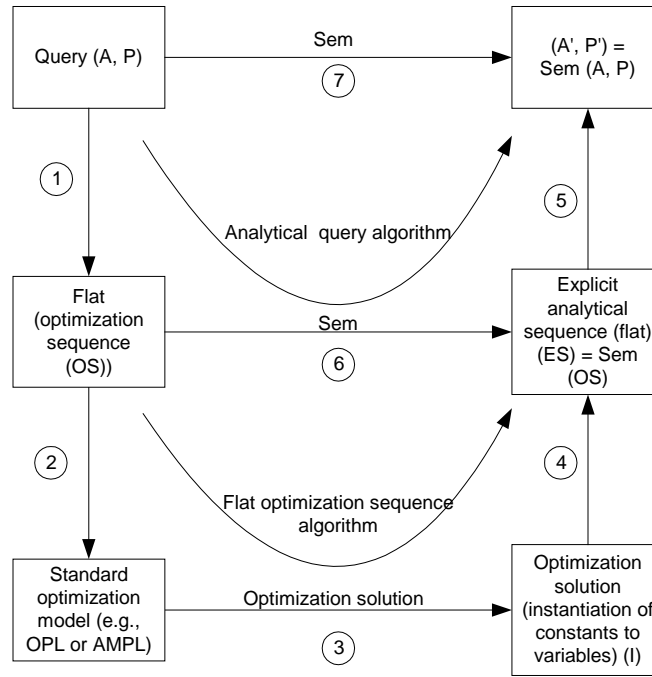 Query (A, P)
Sem
7
(A', P') =
Sem (A, P)
1
Analytical query algorithm
5
Flat
(optimization
sequence
(OS))
Sem
6
Explicit
analytical
sequence (flat)
(ES) = Sem
(OS)
2
Flat optimization sequence
algorithm
4
Standard
optimization
model (e.g.,
OPL or AMPL)
Optimization solution
3
Optimization
solution
(instantiation of
constants to
variables) (I)